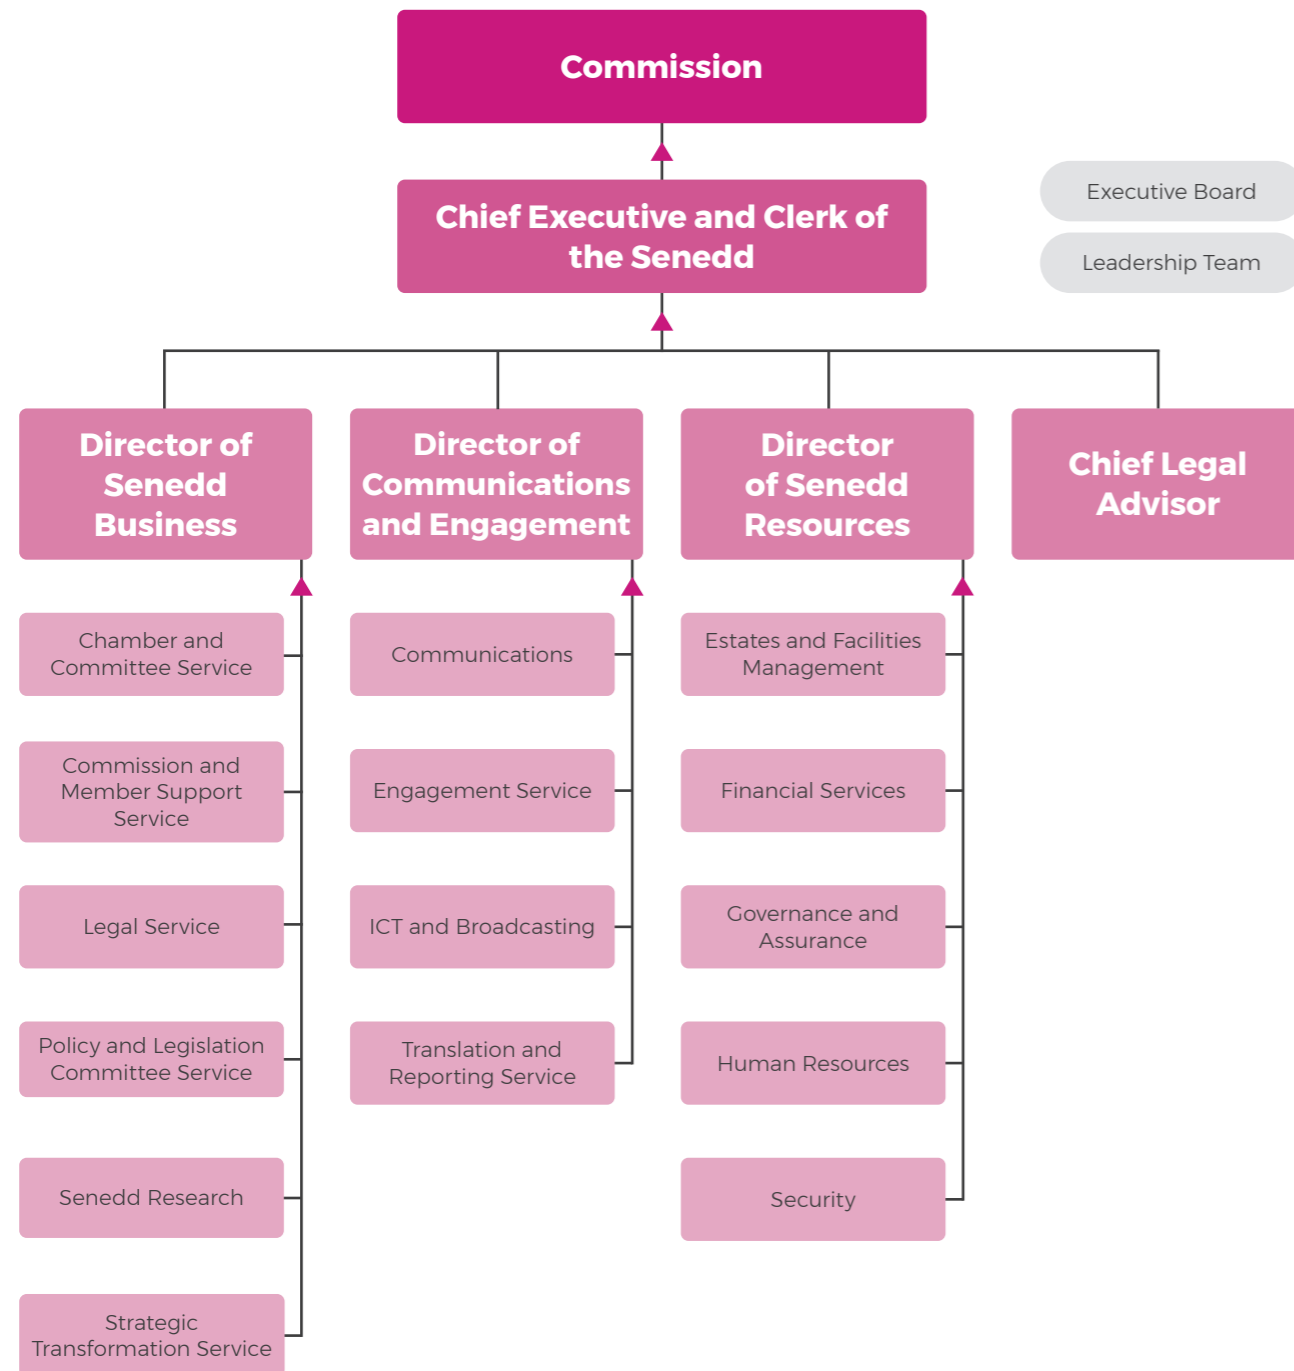 Commission
Chief Executive and Clerk of
the Senedd
Executive Board
Leadership Team
Director of
Senedd
Business
Director of
Communications
and Engagement
Director
of Senedd
Resources
Chief Legal
Advisor
Chamber and
Committee Service
Commission and
Member Support
Service
Legal Service
Policy and Legislation
Committee Service
Senedd Research
Strategic
Transformation Service
Communications
Engagement Service
ICT and Broadcasting
Translation and
Reporting Service
Estates and Facilities
Management
Financial Services
Governance and
Assurance
Human Resources
Security